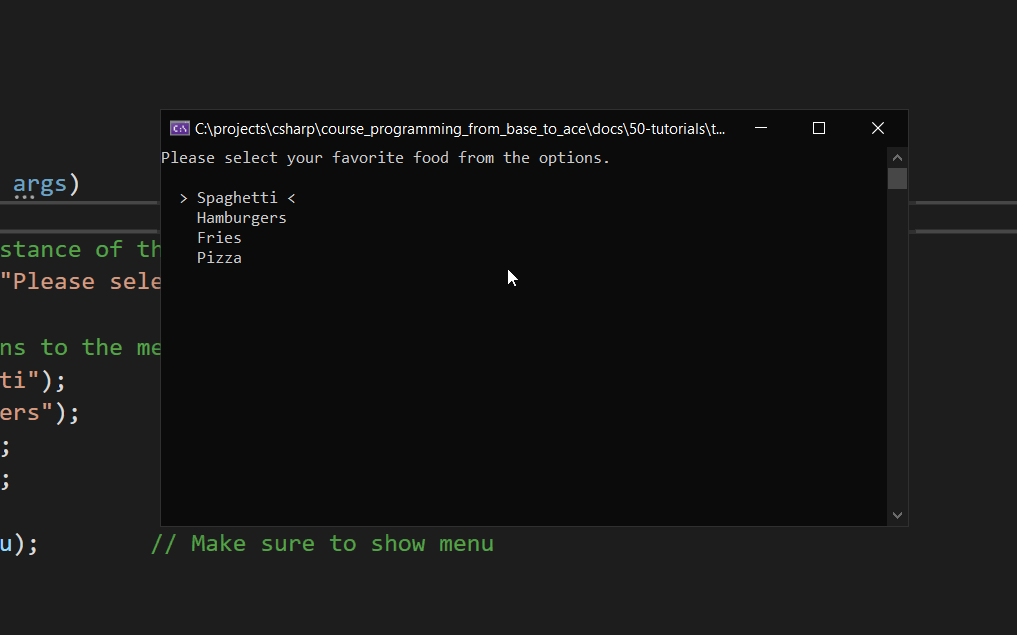 C:\projects\csharp\course_programming_from_base_to_ace\docs\50-tutorials\t...
Please select your favorite food from the options.
> Spaghetti <
Hamburgers
Fries
Pizza
args)
stance of th
"Please sele
ns to the me
ti");
ers");
;
;
u); // Make sure to show menu